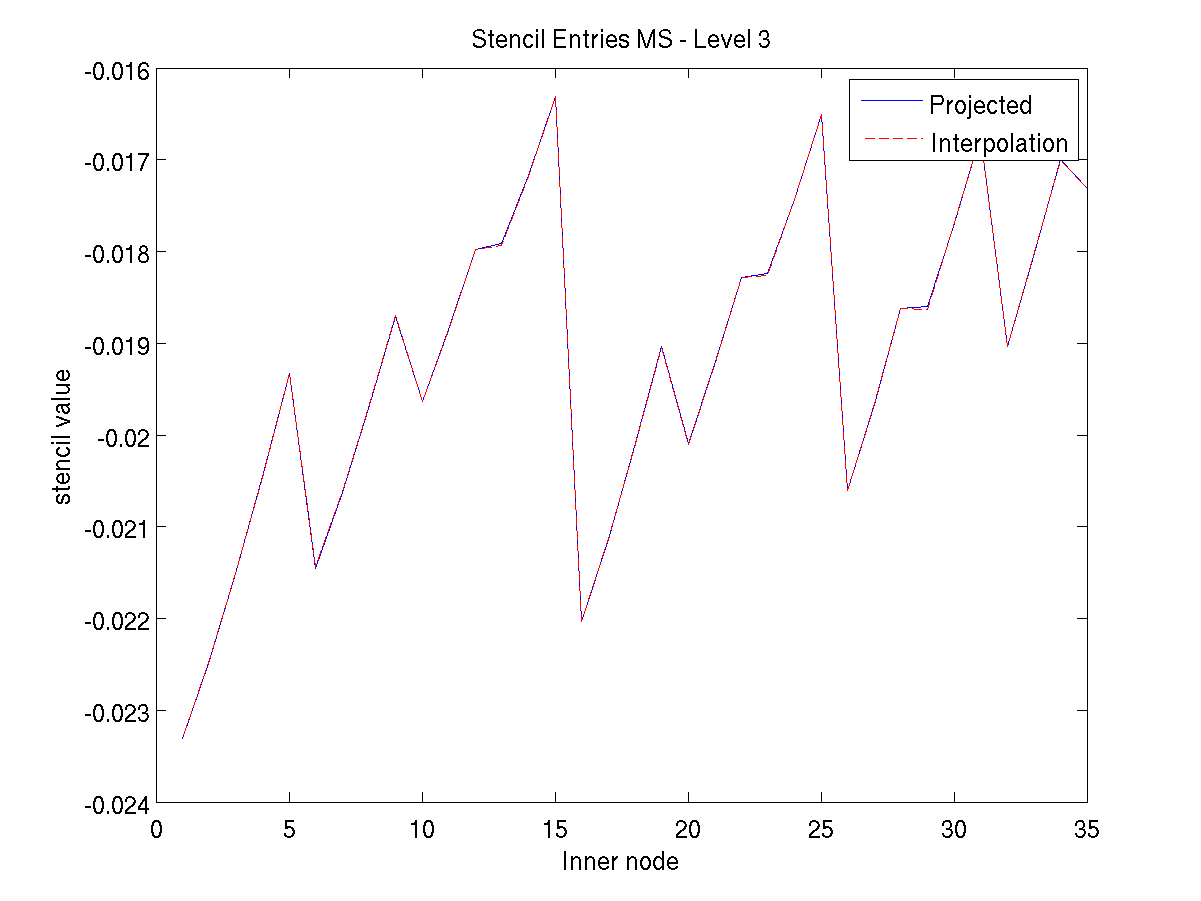 Stencil Entries MS - Level 3
-0.016
-0.017
-0.018
-0.019
-0.02
-0.021
-0.022
-0.023
-0.024
stencil value
Projected
Interpolation
0 5 10 15 20 25 30 35
Inner node